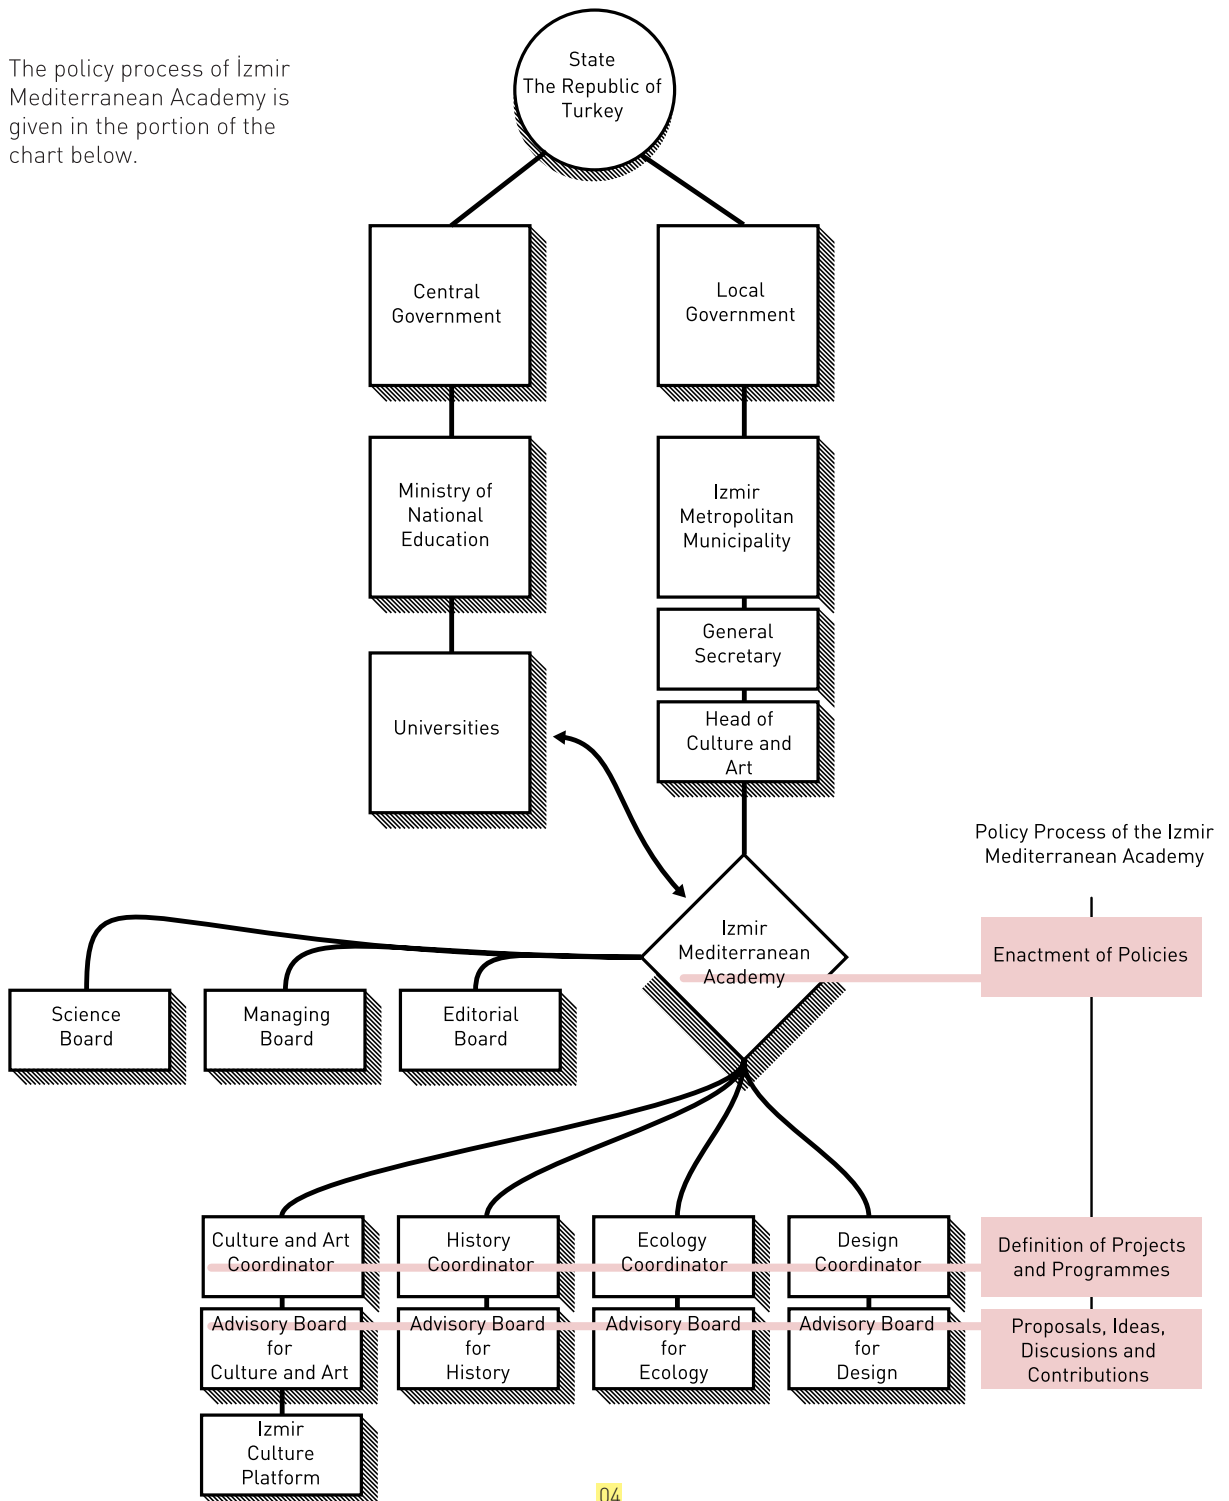 The policy process of İzmir
Mediterranean Academy is
given in the portion of the
chart below.
State
The Republic of
Turkey
Central
Government
Local
Government
Ministry of
National
Education
Izmir
Metropolitan
Municipality
General
Secretary
Universities
Head of
Culture and
Art
Policy Process of the Izmir
Mediterranean Academy
Izmir
Mediterranean
Academy
Enactment of Policies
Science
Board
Managing
Board
Editorial
Board
Culture and Art
Coordinator
History
Coordinator
Ecology
Coordinator
Design
Coordinator
Definition of Projects
and Programmes
Advisory Board
for
Culture and Art
Advisory Board
for
History
Advisory Board
for
Ecology
Advisory Board
for
Design
Proposals, Ideas,
Discusions and
Contributions
Izmir
Culture
Platform
04